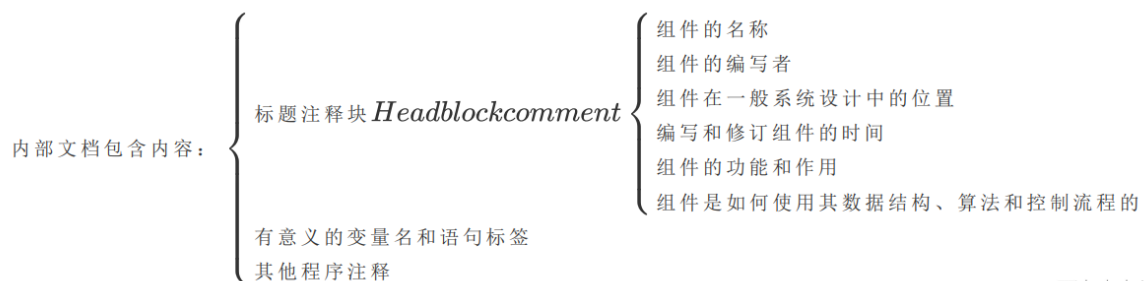 组件的名称
组件的编写者
组件在一般系统设计中的位置
标题注释块Headblockcomment
编写和修订组件的时间
内部文档包含内容：
组件的功能和作用
组件是如何使用其数据结构、算法和控制流程的
有意义的变量名和语句标签
其他程序注释